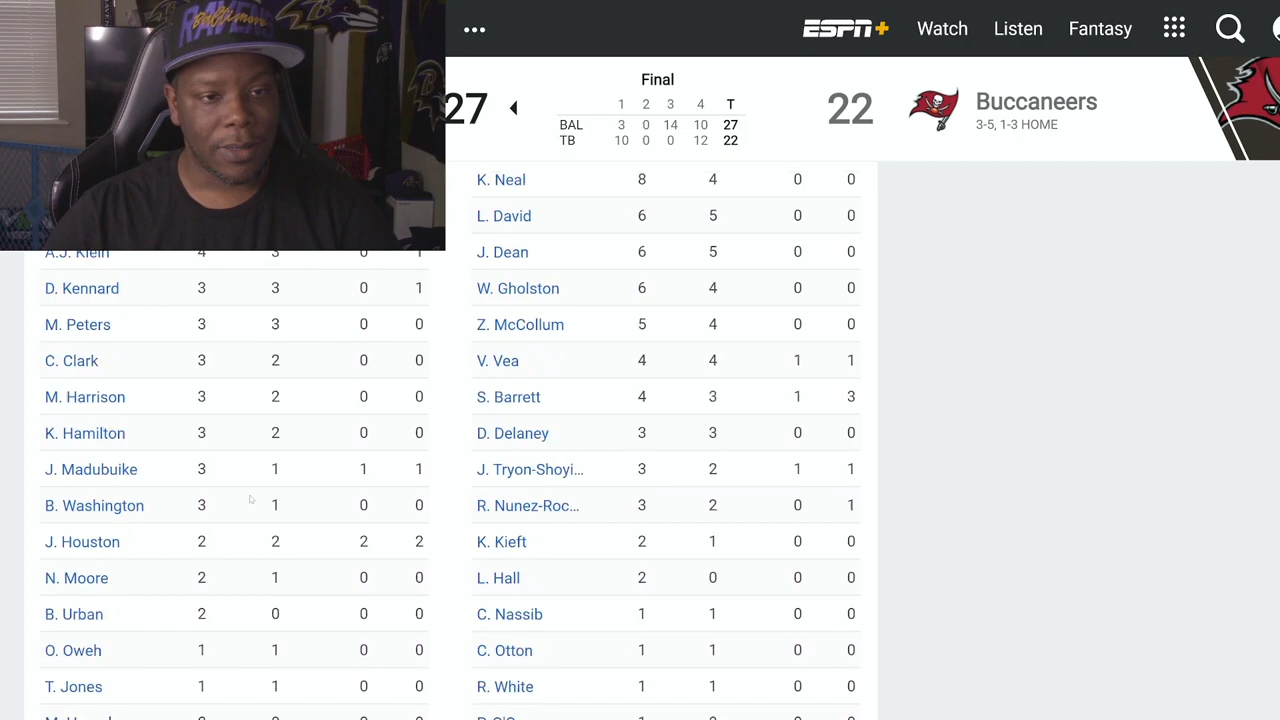 Baltimore
RAVENS
ESPN+ Watch Listen Fantasy
Final
27 22 Buccaneers
3-5, 1-3 HOME
1 2 3 4 T
BAL 3 0 14 10 27
TB 10 0 0 12 22
K. Neal 8 4 0 0
L. David 6 5 0 0
A.J. Klein 4 3 0 1 J. Dean 6 5 0 0
D. Kennard 3 3 0 1 W. Gholston 6 4 0 0
M. Peters 3 3 0 0 Z. McCollum 5 4 0 0
C. Clark 3 2 0 0 V. Vea 4 4 1 1
M. Harrison 3 2 0 0 S. Barrett 4 3 1 3
K. Hamilton 3 2 0 0 D. Delaney 3 3 0 0
J. Madubuike 3 1 1 1 J. Tryon-Shoyi... 3 2 1 1
B. Washington 3 1 0 0 R. Nunez-Roc... 3 2 0 1
J. Houston 2 2 2 2 K. Kieft 2 1 0 0
N. Moore 2 1 0 0 L. Hall 2 0 0 0
B. Urban 2 0 0 0 C. Nassib 1 1 0 0
O. Oweh 1 1 0 0 C. Otton 1 1 0 0
T. Jones 1 1 0 0 R. White 1 1 0 0